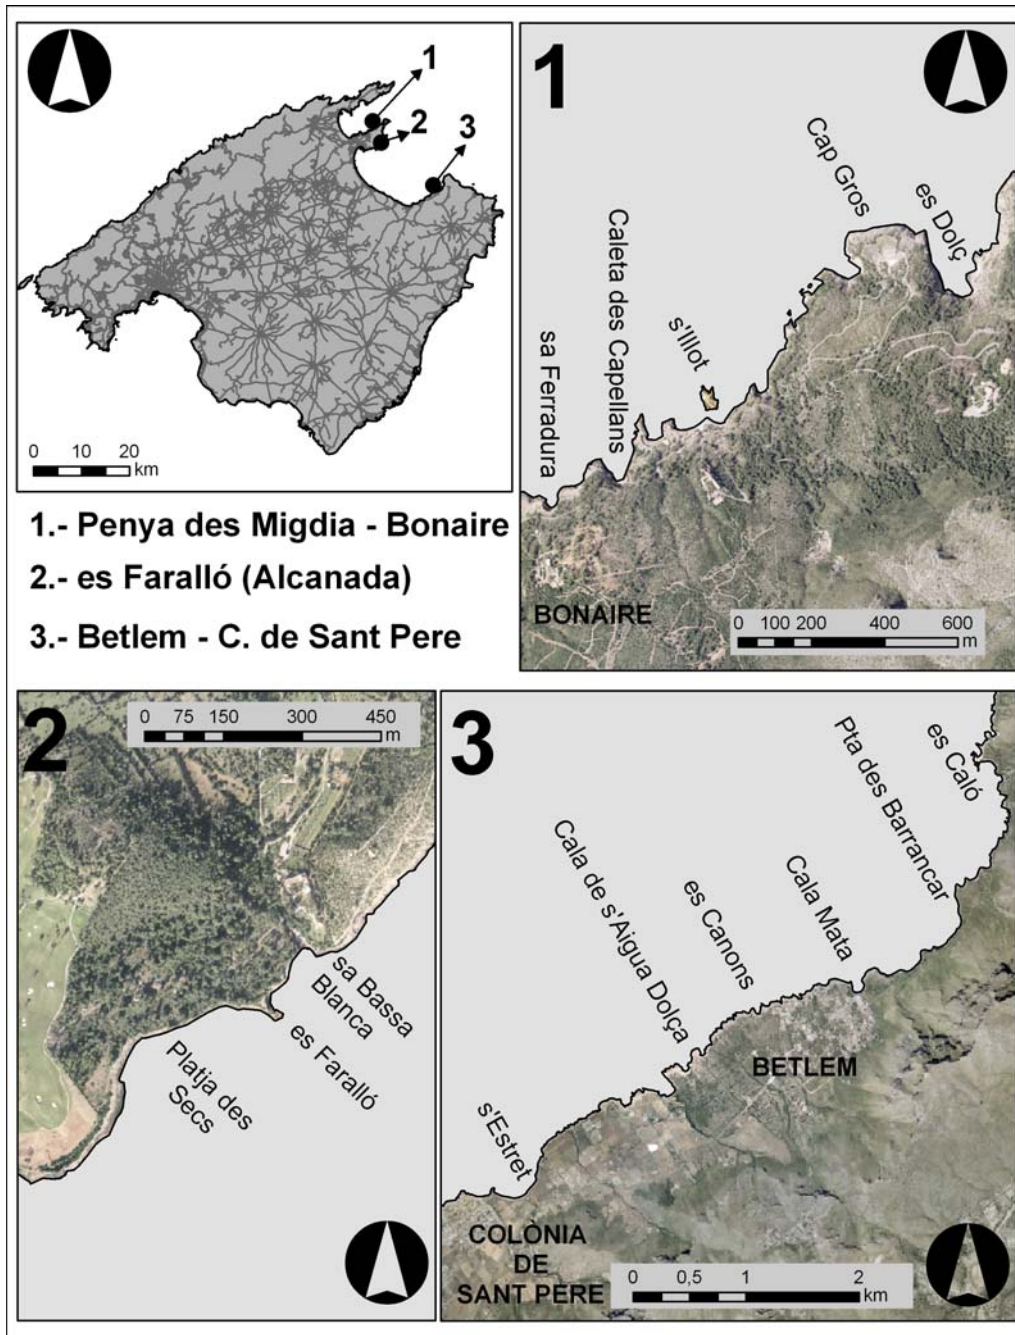 1
2
3
0 10 20
km
1.- Penya des Migdia - Bonaire
2.- es Faralló (Alcanada)
3.- Betlem - C. de Sant Pere
1
sa Ferradura
Caleta des Capellans
s'Illot
Cap Gros
es Dolç
BONAIRE
0 100 200 400 600
m
2
0 75 150 300 450
m
Platja des
Secs
es Faralló
sa Bassa
Blanca
3
s'Estret
Cala de s'Aigua Dolça
es Canons
Cala Mata
Pta des Barrancar
es Caló
BETLEM
COLÒNIA
DE
SANT PERE
0 0,5 1 2
km